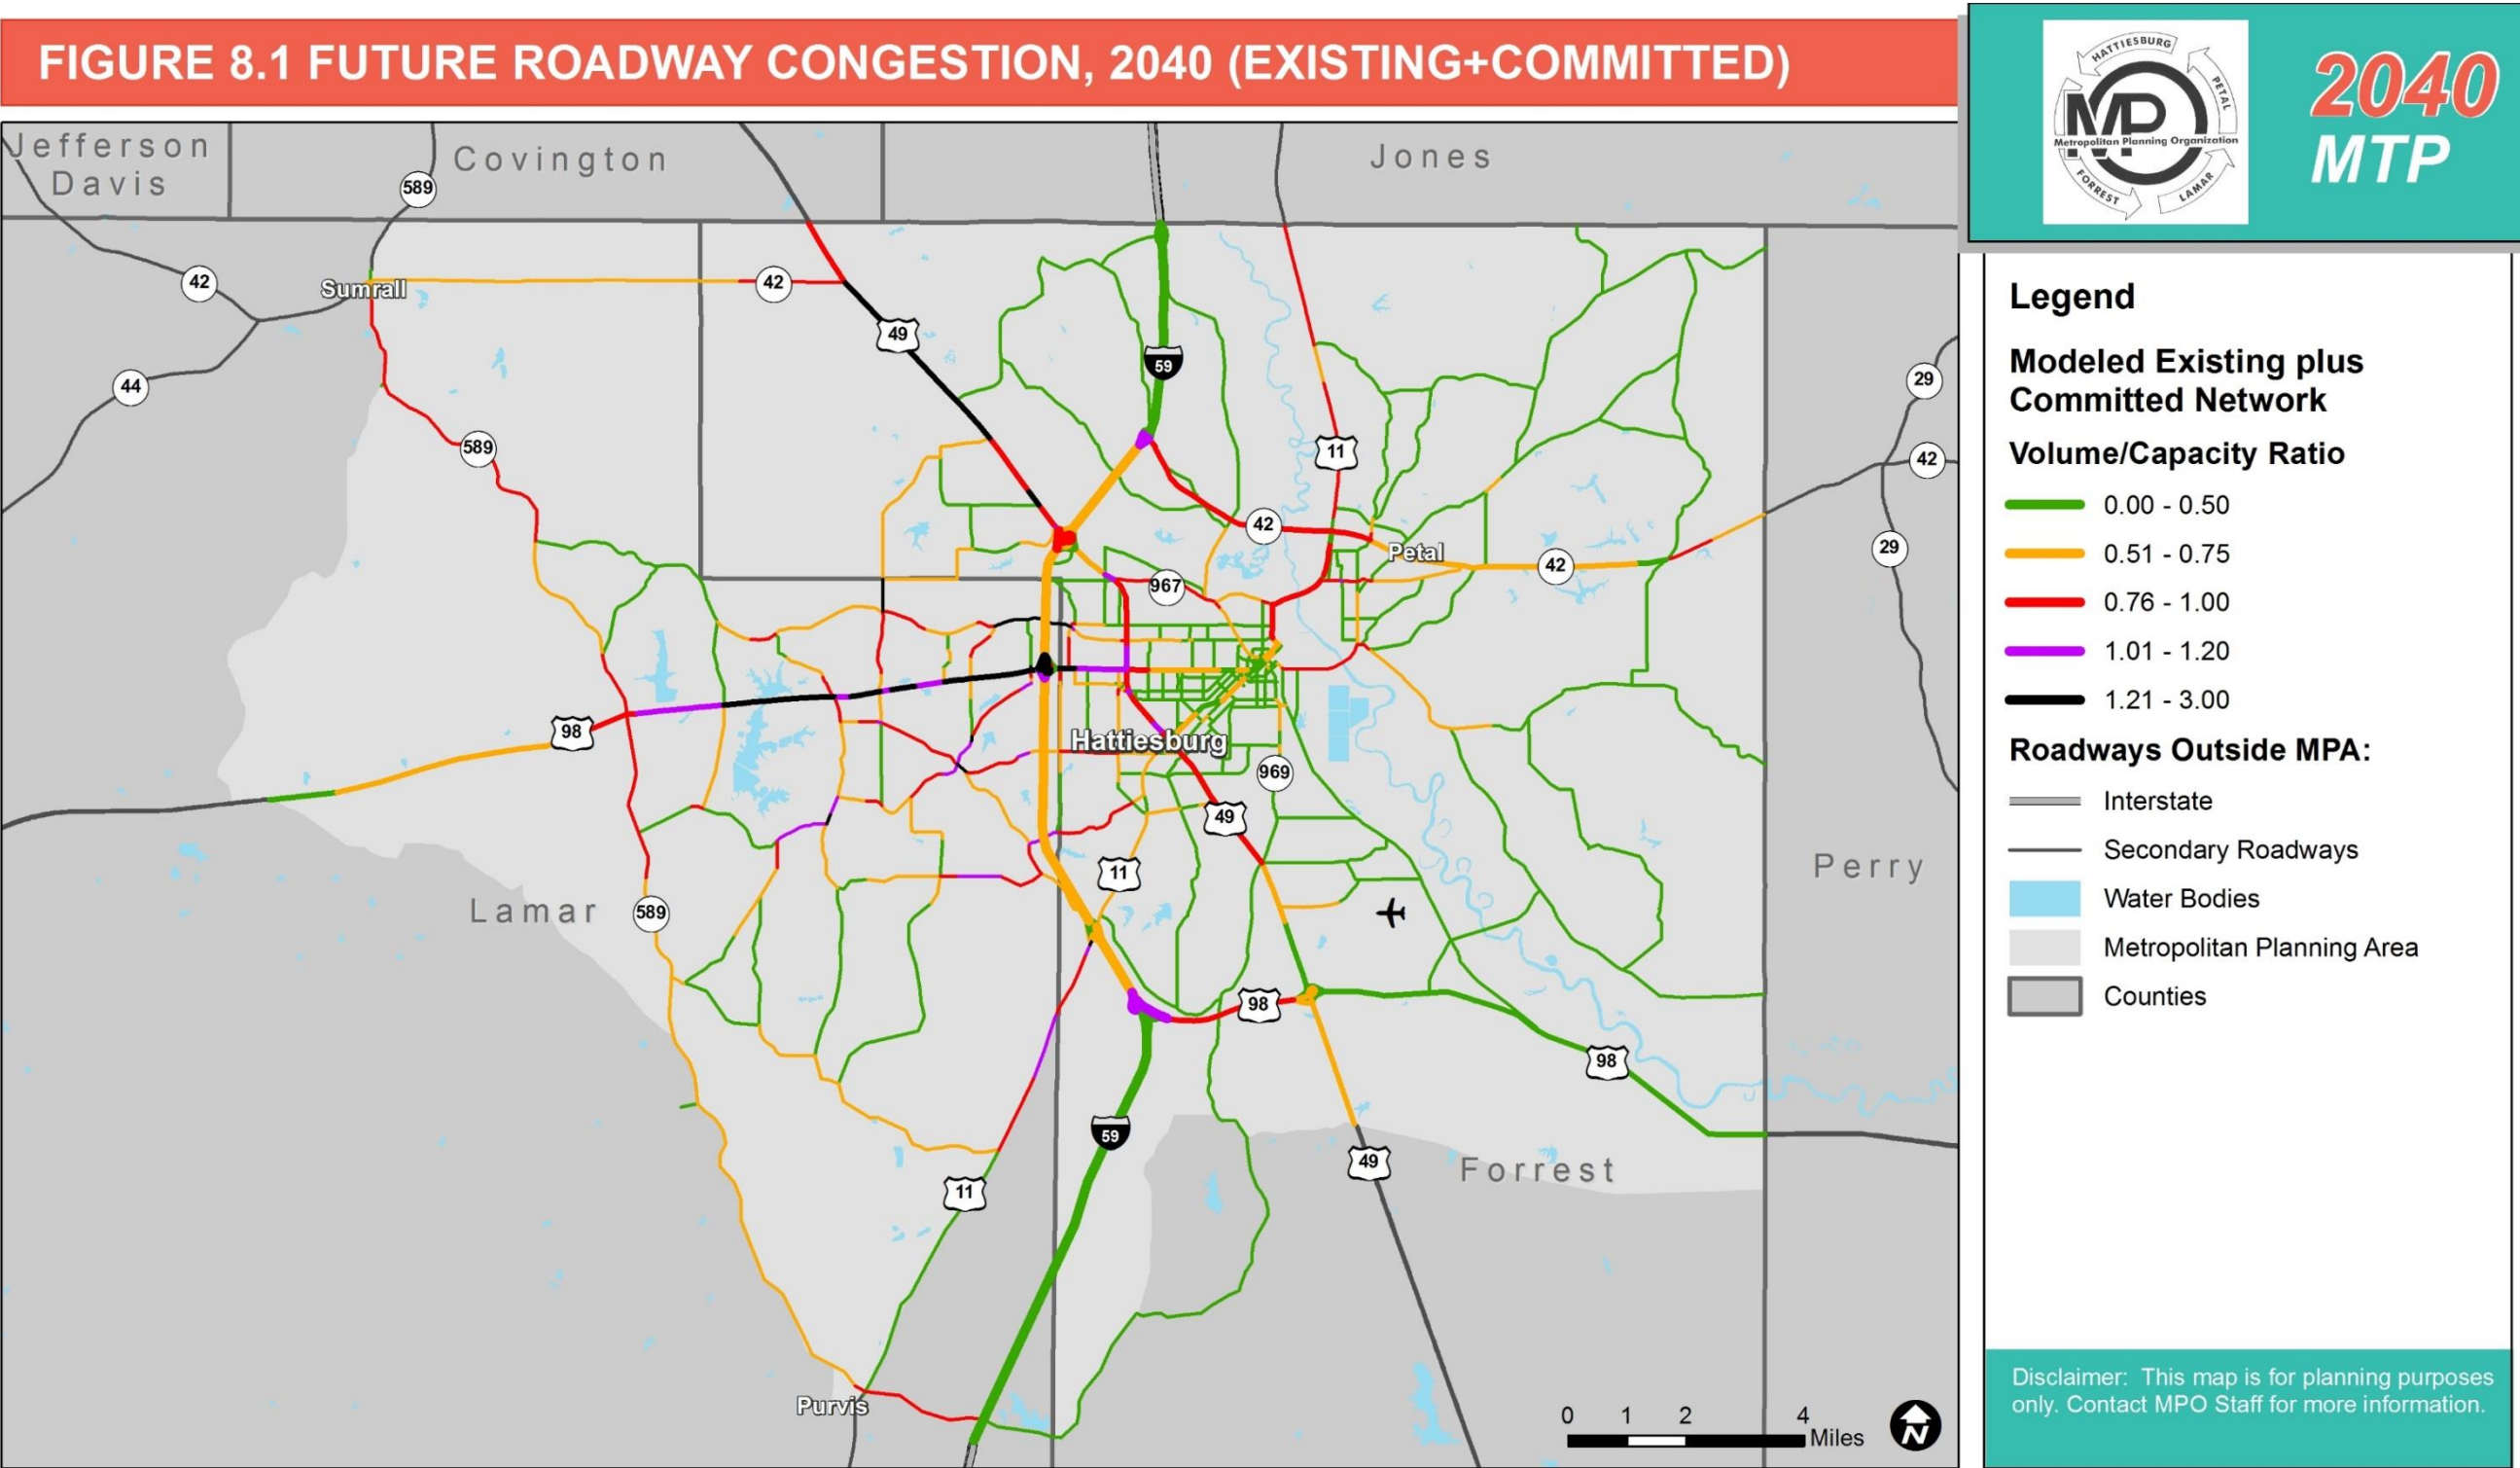 FIGURE 8.1 FUTURE ROADWAY CONGESTION, 2040 (EXISTING+COMMITTED)
HATTIESBURG
PETAL
LAMAR
FORREST
MPO
Metropolitan Planning Organization
2040
MTP
Jefferson
Davis
Covington
Jones
589
42
Sumrall
42
49
59
44
29
589
11
42
42
Petal
42
29
967
98
Hattiesburg
969
49
11
Perry
Lamar
589
98
98
59
49
Forrest
11
Purvis
0 1 2 4
Miles
N
Legend
Modeled Existing plus
Committed Network
Volume/Capacity Ratio
0.00 - 0.50
0.51 - 0.75
0.76 - 1.00
1.01 - 1.20
1.21 - 3.00
Roadways Outside MPA:
Interstate
Secondary Roadways
Water Bodies
Metropolitan Planning Area
Counties
Disclaimer: This map is for planning purposes
only. Contact MPO Staff for more information.